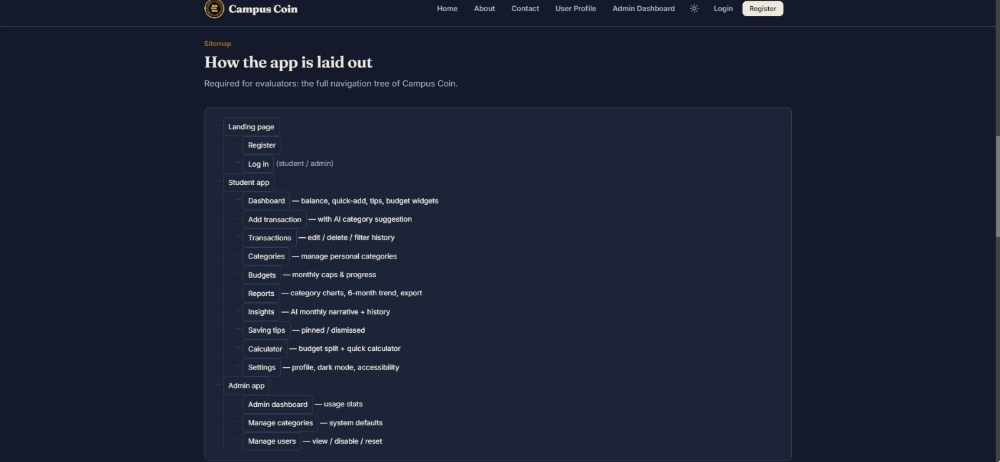 Campus Coin
Home About Contact User Profile Admin Dashboard Login Register
Sitemap
How the app is laid out
Required for evaluators: the full navigation tree of Campus Coin.
Landing page
Register
Log in (student / admin)
Student app
Dashboard — balance, quick-add, tips, budget widgets
Add transaction — with AI category suggestion
Transactions — edit / delete / filter history
Categories — manage personal categories
Budgets — monthly caps & progress
Reports — category charts, 6-month trend, export
Insights — AI monthly narrative + history
Saving tips — pinned / dismissed
Calculator — budget split + quick calculator
Settings — profile, dark mode, accessibility
Admin app
Admin dashboard — usage stats
Manage categories — system defaults
Manage users — view / disable / reset